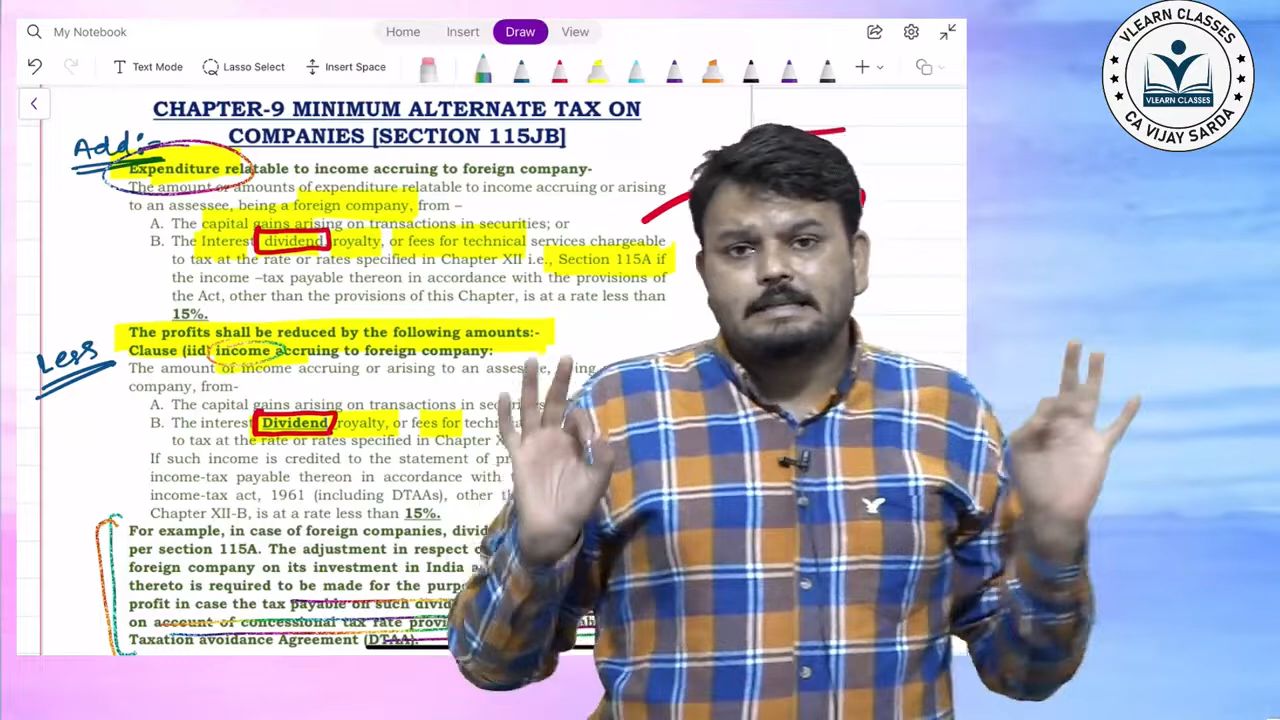 My Notebook
Home Insert Draw View
Text Mode Lasso Select Insert Space
CHAPTER-9 MINIMUM ALTERNATE TAX ON
COMPANIES [SECTION 115JB]
Add:-
Expenditure relatable to income accruing to foreign company-
The amount or amounts of expenditure relatable to income accruing or arising
to an assessee, being a foreign company, from –
A. The capital gains arising on transactions in securities; or
B. The Interest dividend royalty, or fees for technical services chargeable
to tax at the rate or rates specified in Chapter XII i.e., Section 115A if
the income –tax payable thereon in accordance with the provisions of
the Act, other than the provisions of this Chapter, is at a rate less than
15%.
The profits shall be reduced by the following amounts:-
Less
Clause (iid) income accruing to foreign company:
The amount of income accruing or arising to an
company, from-
A. The capital gains arising on transactions in
B. The interest Dividend royalty, or fees for
to tax at the rate or rates specified in Chapter
If such income is credited to the statement of
income-tax payable thereon in accordance with
income-tax act, 1961 (including DTAAs), other
Chapter XII-B, is at a rate less than 15%.
For example, in case of foreign companies,
per section 115A. The adjustment in respect
foreign company on its investment in India
thereto is required to be made for the
profit in case the tax payable on such
on account of concessional tax rate
Taxation avoidance Agreement (DTAA).
VLEARN CLASSES
VLEARN CLASSES
CA VIJAY SARDA